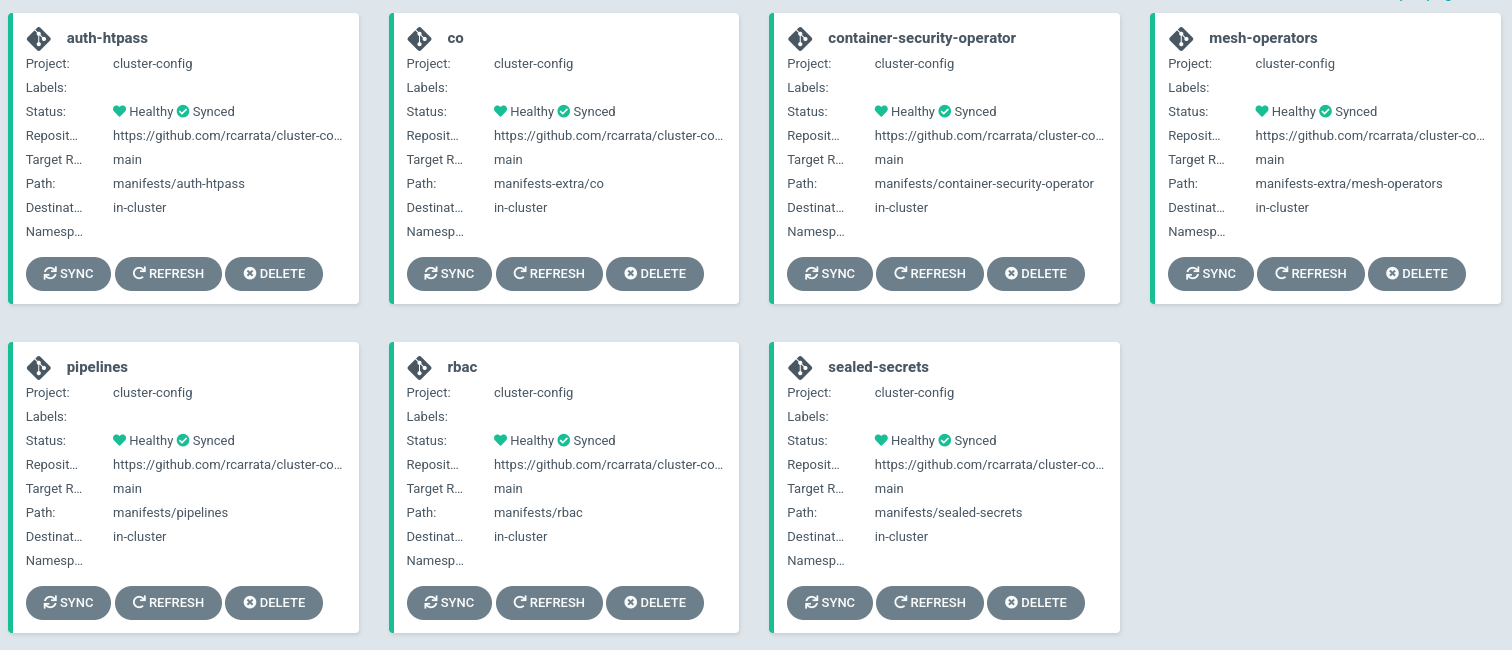 auth-htpass
Project: cluster-config
Labels:
Status: Healthy Synced
Reposit... https://github.com/rcarrata/cluster-co...
Target R... main
Path: manifests/auth-htpass
Destinat... in-cluster
Namesp...
SYNC REFRESH DELETE
co
Project: cluster-config
Labels:
Status: Healthy Synced
Reposit... https://github.com/rcarrata/cluster-co...
Target R... main
Path: manifests-extra/co
Destinat... in-cluster
Namesp...
SYNC REFRESH DELETE
container-security-operator
Project: cluster-config
Labels:
Status: Healthy Synced
Reposit... https://github.com/rcarrata/cluster-co...
Target R... main
Path: manifests/container-security-operator
Destinat... in-cluster
Namesp...
SYNC REFRESH DELETE
mesh-operators
Project: cluster-config
Labels:
Status: Healthy Synced
Reposit... https://github.com/rcarrata/cluster-co...
Target R... main
Path: manifests-extra/mesh-operators
Destinat... in-cluster
Namesp...
SYNC REFRESH DELETE
pipelines
Project: cluster-config
Labels:
Status: Healthy Synced
Reposit... https://github.com/rcarrata/cluster-co...
Target R... main
Path: manifests/pipelines
Destinat... in-cluster
Namesp...
SYNC REFRESH DELETE
rbac
Project: cluster-config
Labels:
Status: Healthy Synced
Reposit... https://github.com/rcarrata/cluster-co...
Target R... main
Path: manifests/rbac
Destinat... in-cluster
Namesp...
SYNC REFRESH DELETE
sealed-secrets
Project: cluster-config
Labels:
Status: Healthy Synced
Reposit... https://github.com/rcarrata/cluster-co...
Target R... main
Path: manifests/sealed-secrets
Destinat... in-cluster
Namesp...
SYNC REFRESH DELETE